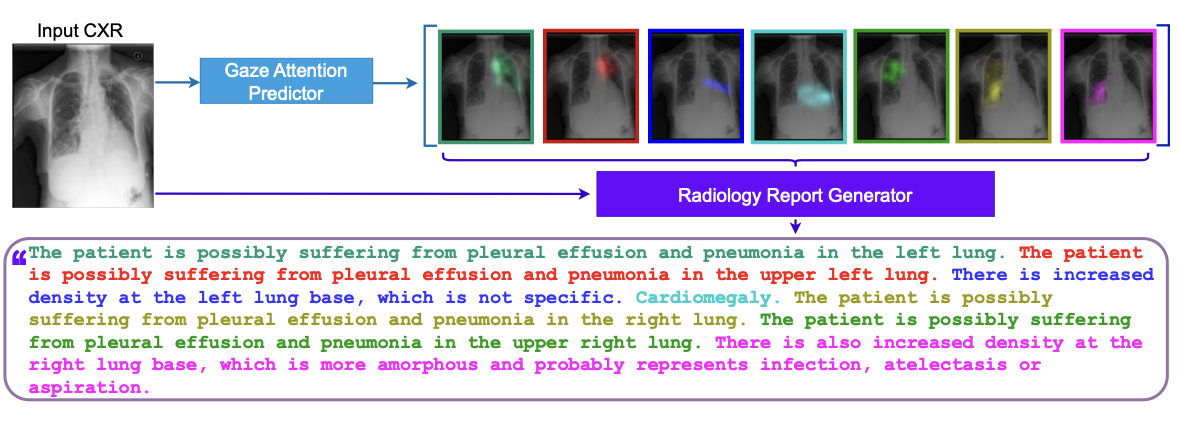 Input CXR
Gaze Attention
Predictor
Radiology Report Generator
“The patient is possibly suffering from pleural effusion and pneumonia in the left lung. The patient
is possibly suffering from pleural effusion and pneumonia in the upper left lung. There is increased
density at the left lung base, which is not specific. Cardiomegaly. The patient is possibly
suffering from pleural effusion and pneumonia in the right lung. The patient is possibly suffering
from pleural effusion and pneumonia in the upper right lung. There is also increased density at the
right lung base, which is more amorphous and probably represents infection, atelectasis or
aspiration.